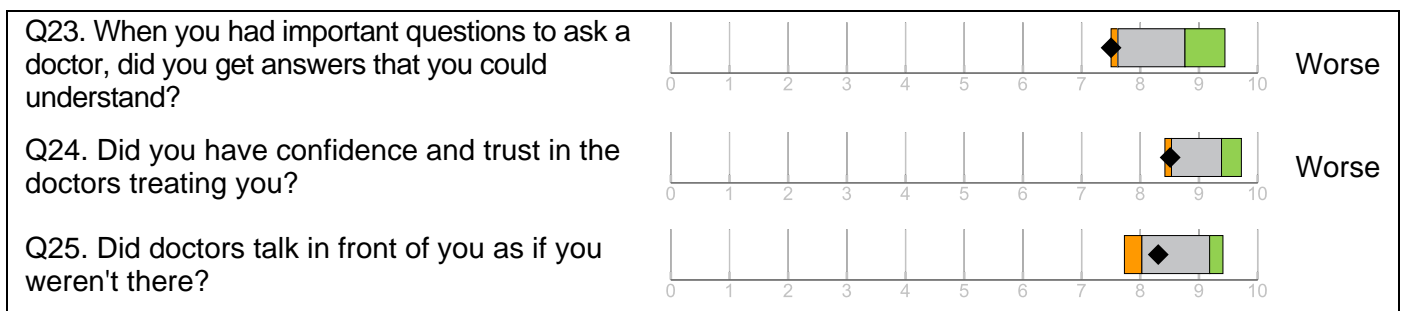 Q23. When you had important questions to ask a
doctor, did you get answers that you could
understand?
0 1 2 3 4 5 6 7 8 9 10
Worse
Q24. Did you have confidence and trust in the
doctors treating you?
0 1 2 3 4 5 6 7 8 9 10
Worse
Q25. Did doctors talk in front of you as if you
weren't there?
0 1 2 3 4 5 6 7 8 9 10